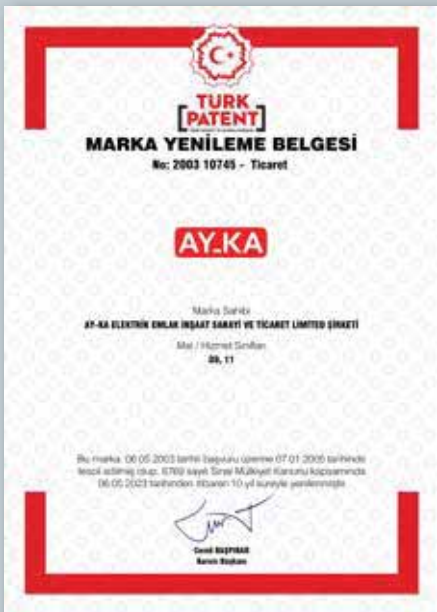 TÜRK
PATENT
MARKA YENİLEME BELGESİ
No: 2003 10745 - Ticaret
AY-KA
Marka Sahibi
AY-KA ELEKTRİK EMLAK İNŞAAT SANAYİ VE TİCARET LİMİTED ŞİRKETİ
Mal / Hizmet Sınıfları
09, 11
Bu marka, 06.05.2003 tarihli başvuru üzerine 07.01.2005 tarihinde
tescil edilmiş olup, 6769 sayılı Sınai Mülkiyet Kanunu kapsamında
06.05.2023 tarihinden itibaren 10 yıl süreyle yenilenmiştir.
Cemil BAŞPINAR
Kurum Başkanı